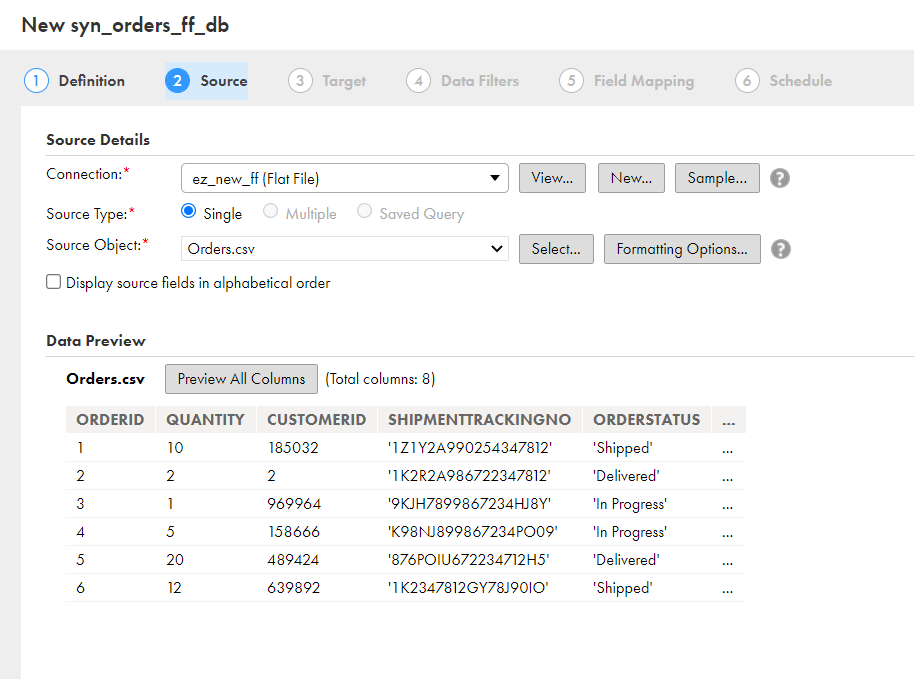 New syn_orders_ff_db
1 Definition 2 Source 3 Target 4 Data Filters 5 Field Mapping 6 Schedule
Source Details
Connection:* ez_new_ff (Flat File) View... New... Sample... ?
Source Type:* Single Multiple Saved Query
Source Object:* Orders.csv Select... Formatting Options... ?
Display source fields in alphabetical order
Data Preview
Orders.csv Preview All Columns (Total columns: 8)
ORDERID QUANTITY CUSTOMERID SHIPMENTTRACKINGNO ORDERSTATUS ...
1 10 185032 '1Z1Y2A990254347812' 'Shipped' ...
2 2 2 '1K2R2A986722347812' 'Delivered' ...
3 1 969964 '9KJH7899867234HJ8Y' 'In Progress' ...
4 5 158666 'K98NJ899867234PO09' 'In Progress' ...
5 20 489424 '876POIU672234712H5' 'Delivered' ...
6 12 639892 '1K2347812GY78J90IO' 'Shipped' ...